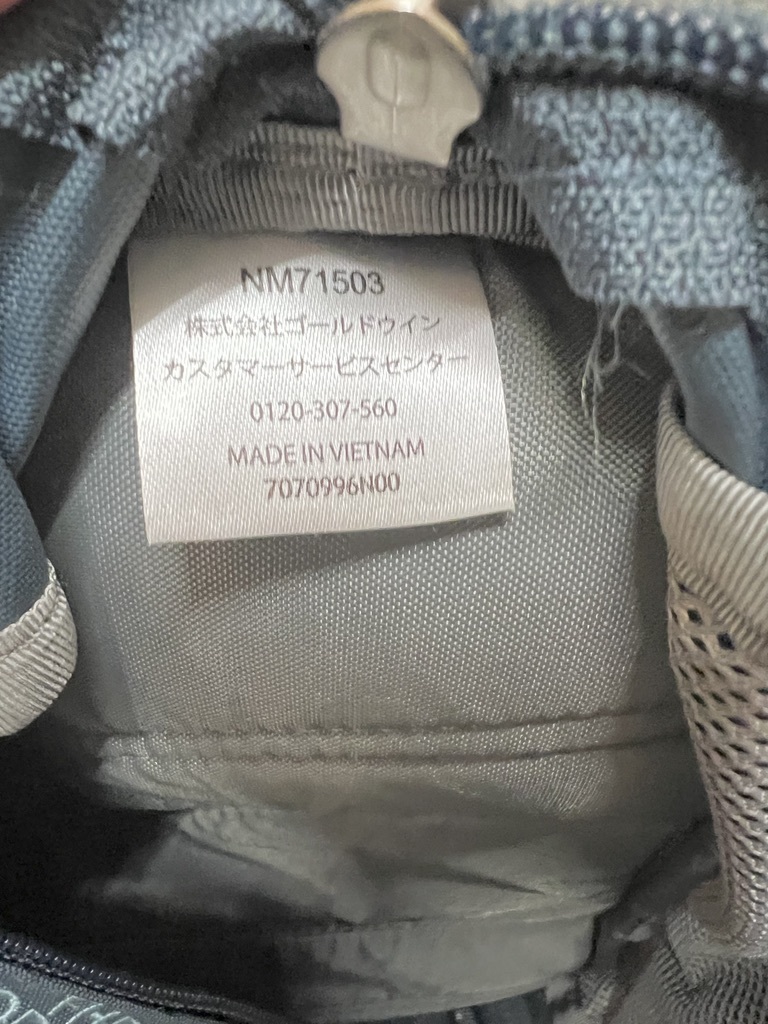 NM71503
株式会社ゴールドウイン
カスタマーサービスセンター
0120-307-560
MADE IN VIETNAM
7070996N00